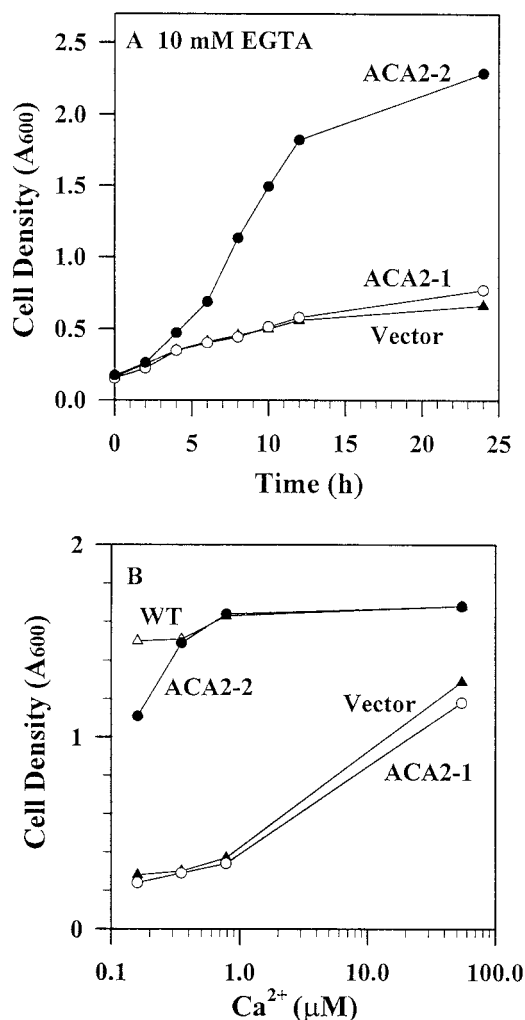 A 10 mM EGTA
ACA2-2
ACA2-1
Vector
2.5
2.0
1.5
1.0
0.5
0.0
Cell Density (A600)
0
5
10
15
20
25
Time (h)
B
WT
ACA2-2
Vector
ACA2-1
2
1
0
Cell Density (A600)
0.1
1.0
10.0
100.0
Ca2+ (μM)